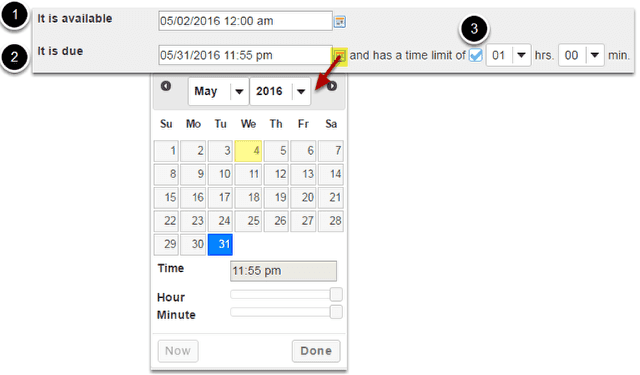 1 It is available 05/02/2016 12:00 am
3
2 It is due 05/31/2016 11:55 pm and has a time limit of 01 hrs. 00 min.
May 2016
Su Mo Tu We Th Fr Sa
1 2 3 4 5 6 7
8 9 10 11 12 13 14
15 16 17 18 19 20 21
22 23 24 25 26 27 28
29 30 31
Time 11:55 pm
Hour
Minute
Now Done